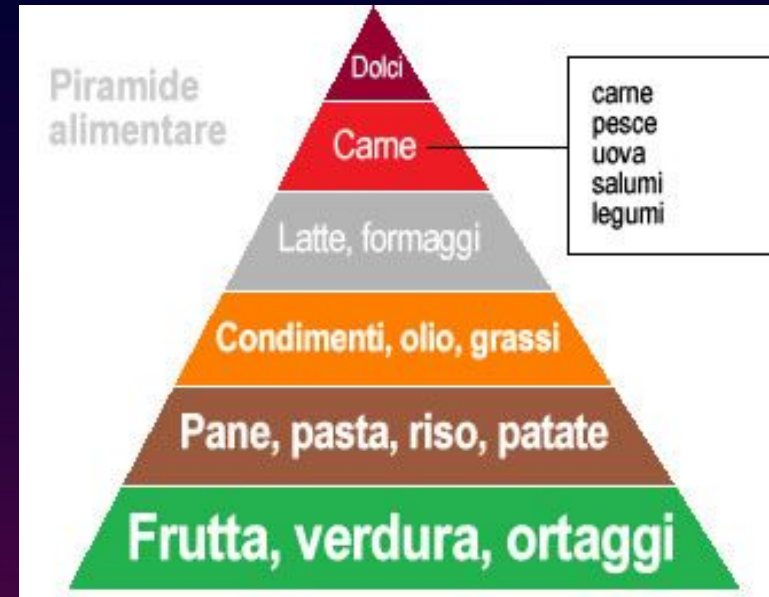 Piramide
alimentare
Dolci
Carne
carne
pesce
uova
salumi
legumi
Latte, formaggi
Condimenti, olio, grassi
Pane, pasta, riso, patate
Frutta, verdura, ortaggi